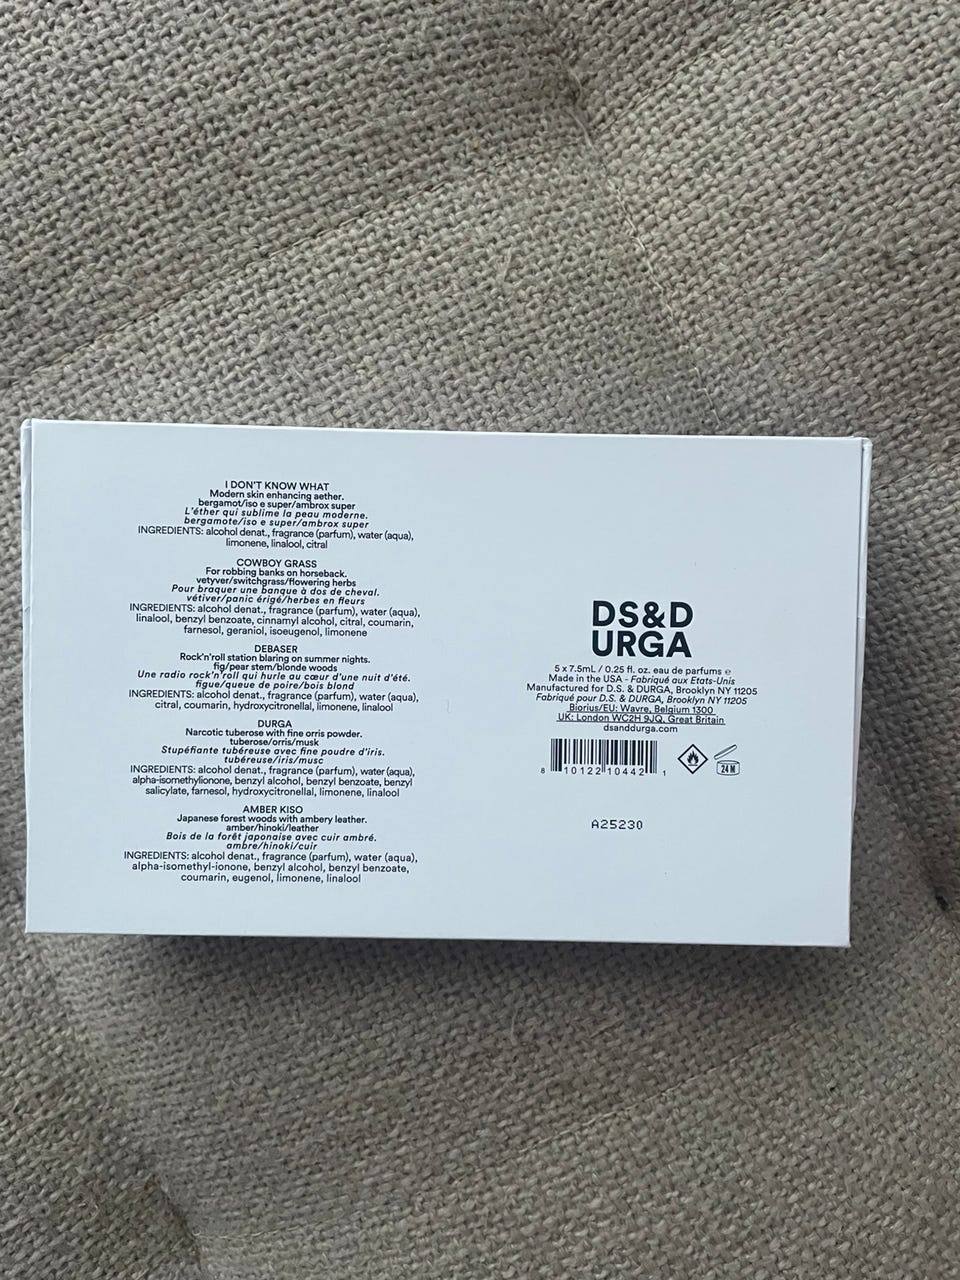 I DON'T KNOW WHAT
Modern skin enhancing aether.
bergamot/iso e super/ambrox super
L'éther qui sublime la peau moderne.
bergamote/iso e super/ambrox super
INGREDIENTS: alcohol denat., fragrance (parfum), water (aqua),
limonene, linalool, citral
COWBOY GRASS
For robbing banks on horseback.
vetyver/switchgrass/flowering herbs
Pour braquer une banque à dos de cheval.
vétiver/panic érigé/herbes en fleurs
INGREDIENTS: alcohol denat., fragrance (parfum), water (aqua),
linalool, benzyl benzoate, cinnamyl alcohol, citral, coumarin,
farnesol, geraniol, isoeugenol, limonene
DEBASER
Rock'n'roll station blaring on summer nights.
fig/pear stem/blonde woods
Une radio rock'n'roll qui hurle au cœur d'une nuit d'été.
figue/queue de poire/bois blond
INGREDIENTS: alcohol denat., fragrance (parfum), water (aqua),
citral, coumarin, hydroxycitronellal, limonene, linalool
DURGA
Narcotic tuberose with fine orris powder.
tuberose/orris/musk
Stupéfiante tubéreuse avec fine poudre d'iris.
tubéreuse/iris/musc
INGREDIENTS: alcohol denat., fragrance (parfum), water (aqua),
alpha-isomethylionone, benzyl alcohol, benzyl benzoate, benzyl
salicylate, farnesol, hydroxycitronellal, limonene, linalool
AMBER KISO
Japanese forest woods with ambery leather.
amber/hinoki/leather
Bois de la forêt japonaise avec cuir ambré.
ambre/hinoki/cuir
INGREDIENTS: alcohol denat., fragrance (parfum), water (aqua),
alpha-isomethyl-ionone, benzyl alcohol, benzyl benzoate,
coumarin, eugenol, limonene, linalool
DS&D
URGA
5 x 7.5mL / 0.25 fl. oz. eau de parfums ℮
Made in the USA - Fabriqué aux Etats-Unis
Manufactured for D.S. & DURGA, Brooklyn NY 11205
Fabriqué pour D.S. & DURGA, Brooklyn NY 11205
Biorius/EU: Wavre, Belgium 1300
UK: London WC2H 9JQ, Great Britain
dsanddurga.com
8 10122 10442 1
24 M
A25230